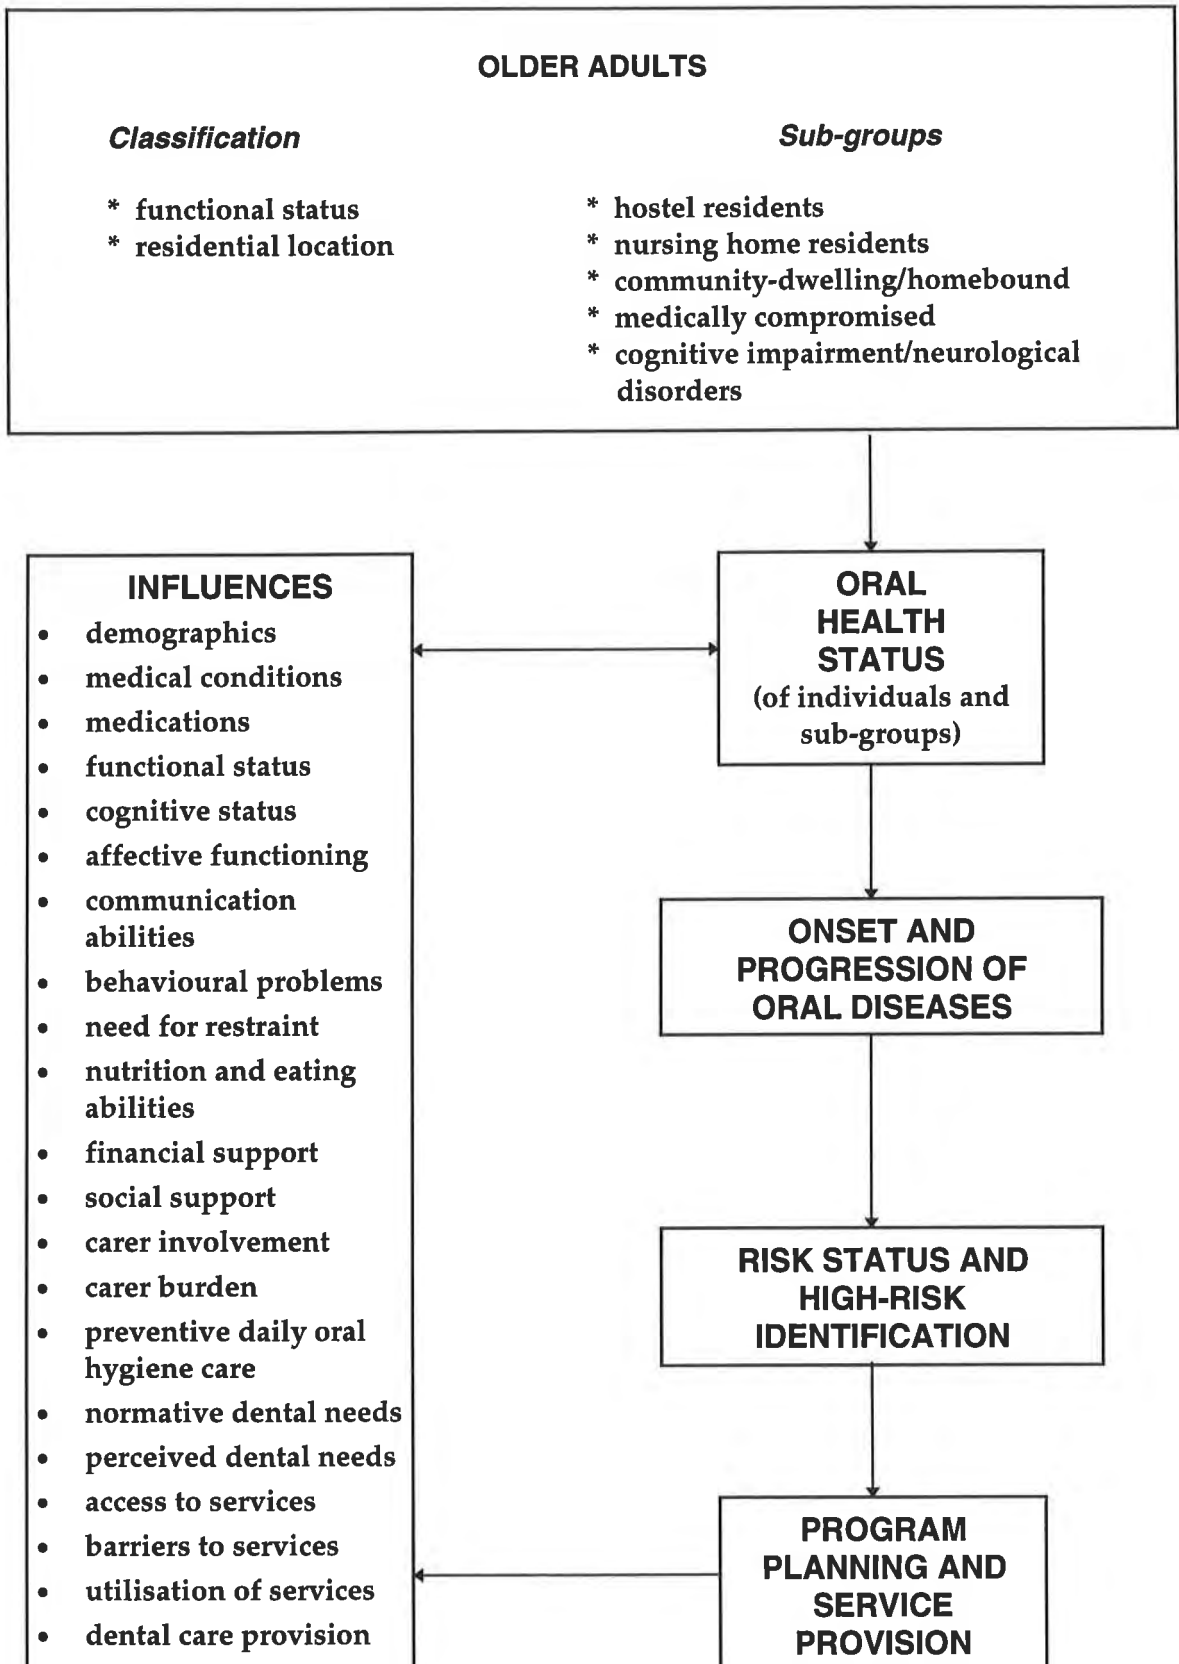 OLDER ADULTS
Classification
* functional status
* residential location
Sub-groups
* hostel residents
* nursing home residents
* community-dwelling/homebound
* medically compromised
* cognitive impairment/neurological
disorders
INFLUENCES
• demographics
• medical conditions
• medications
• functional status
• cognitive status
• affective functioning
• communication
abilities
• behavioural problems
• need for restraint
• nutrition and eating
abilities
• financial support
• social support
• carer involvement
• carer burden
• preventive daily oral
hygiene care
• normative dental needs
• perceived dental needs
• access to services
• barriers to services
• utilisation of services
• dental care provision
ORAL
HEALTH
STATUS
(of individuals and
sub-groups)
ONSET AND
PROGRESSION OF
ORAL DISEASES
RISK STATUS AND
HIGH-RISK
IDENTIFICATION
PROGRAM
PLANNING AND
SERVICE
PROVISION